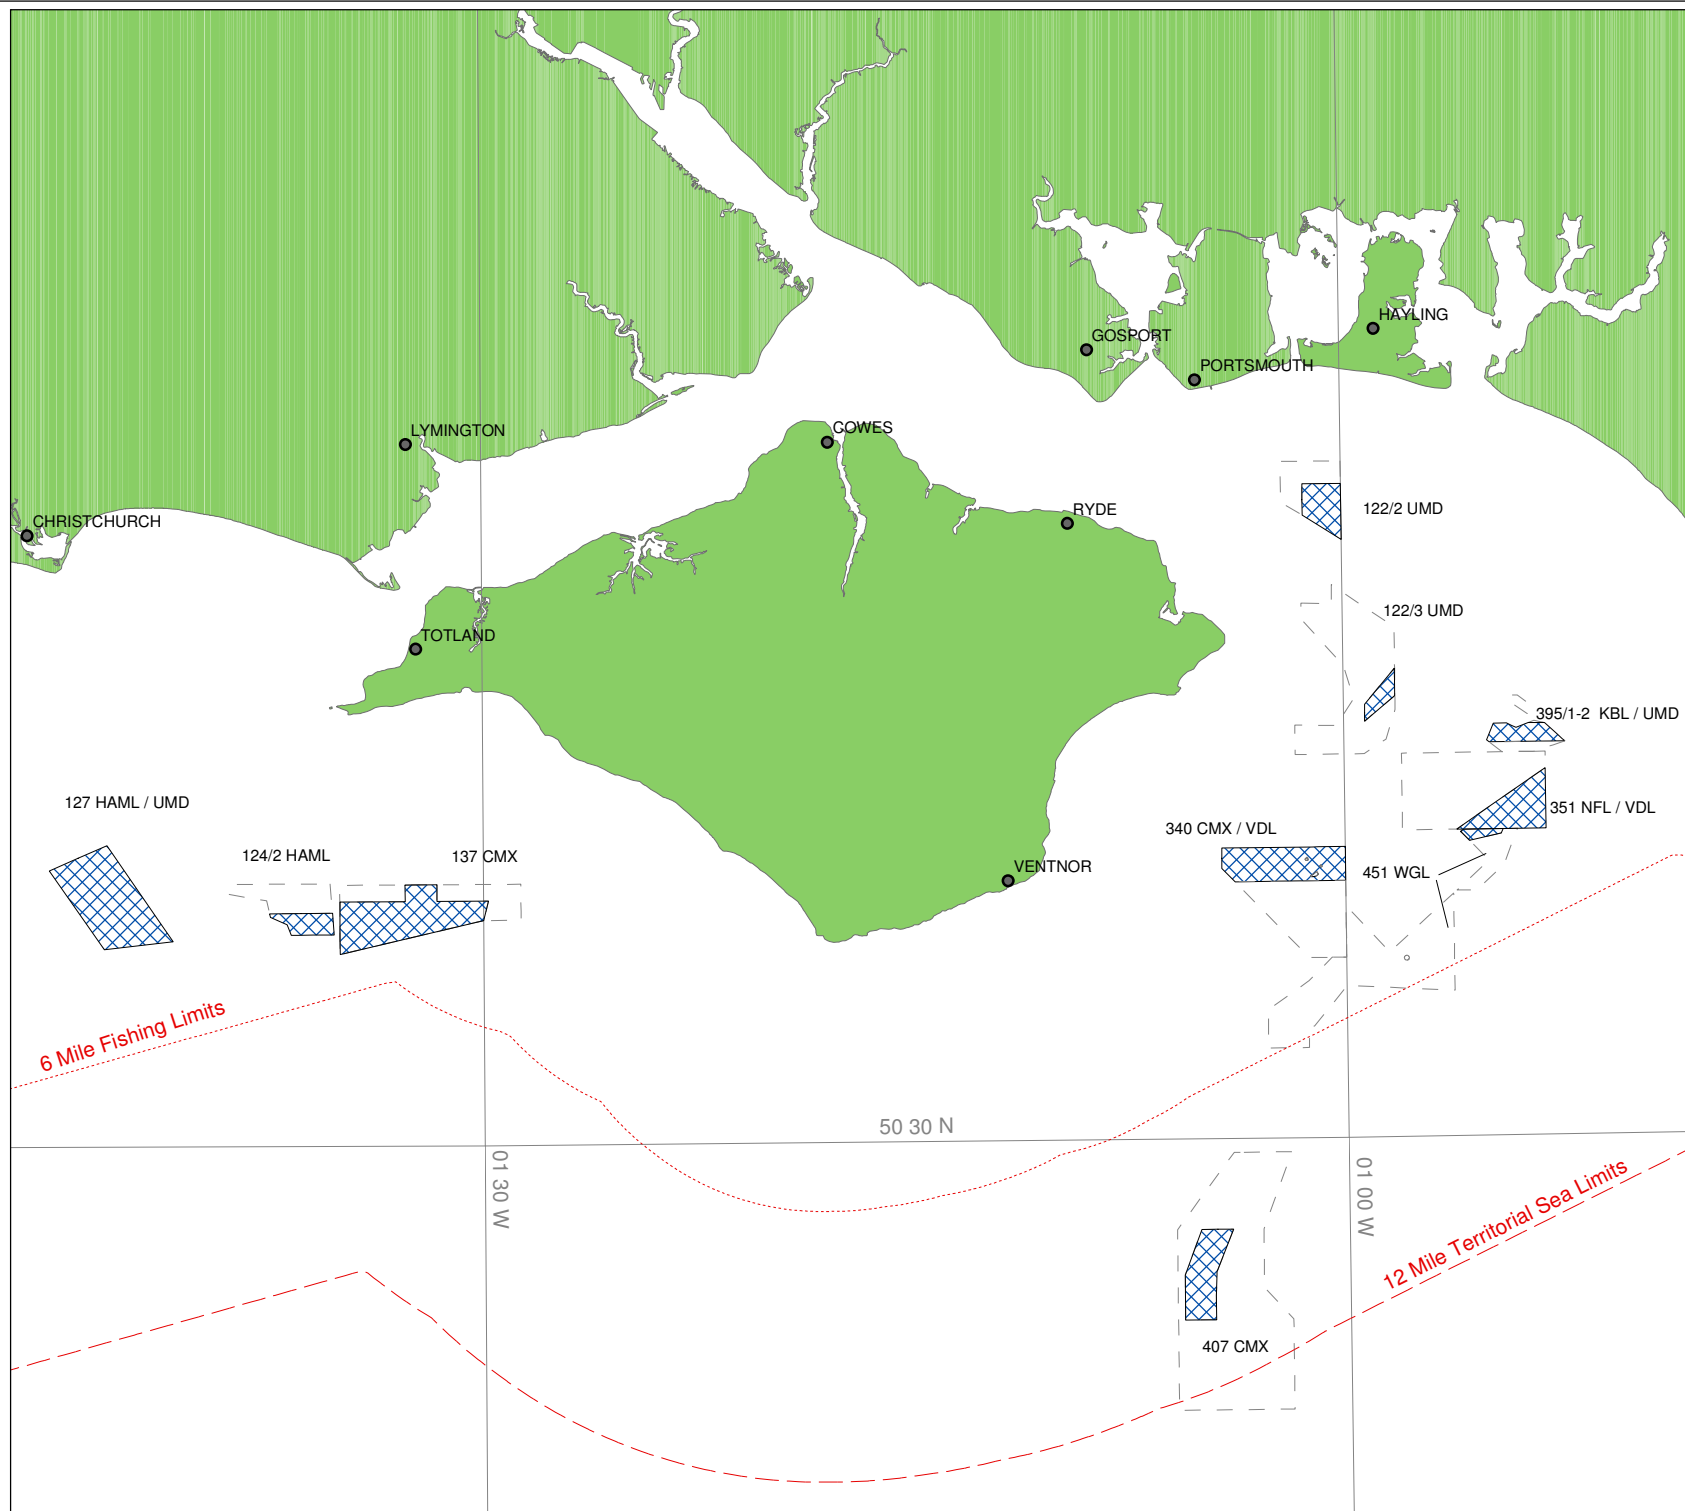 HAYLING
GOSPORT
PORTSMOUTH
LYMINGTON
COWES
122/2 UMD
RYDE
CHRISTCHURCH
122/3 UMD
TOTLAND
395/1-2 KBL / UMD
127 HAML / UMD
351 NFL / VDL
340 CMX / VDL
124/2 HAML
137 CMX
VENTNOR
451 WGL
6 Mile Fishing Limits
50 30 N
01 30 W
01 00 W
12 Mile Territorial Sea Limits
407 CMX